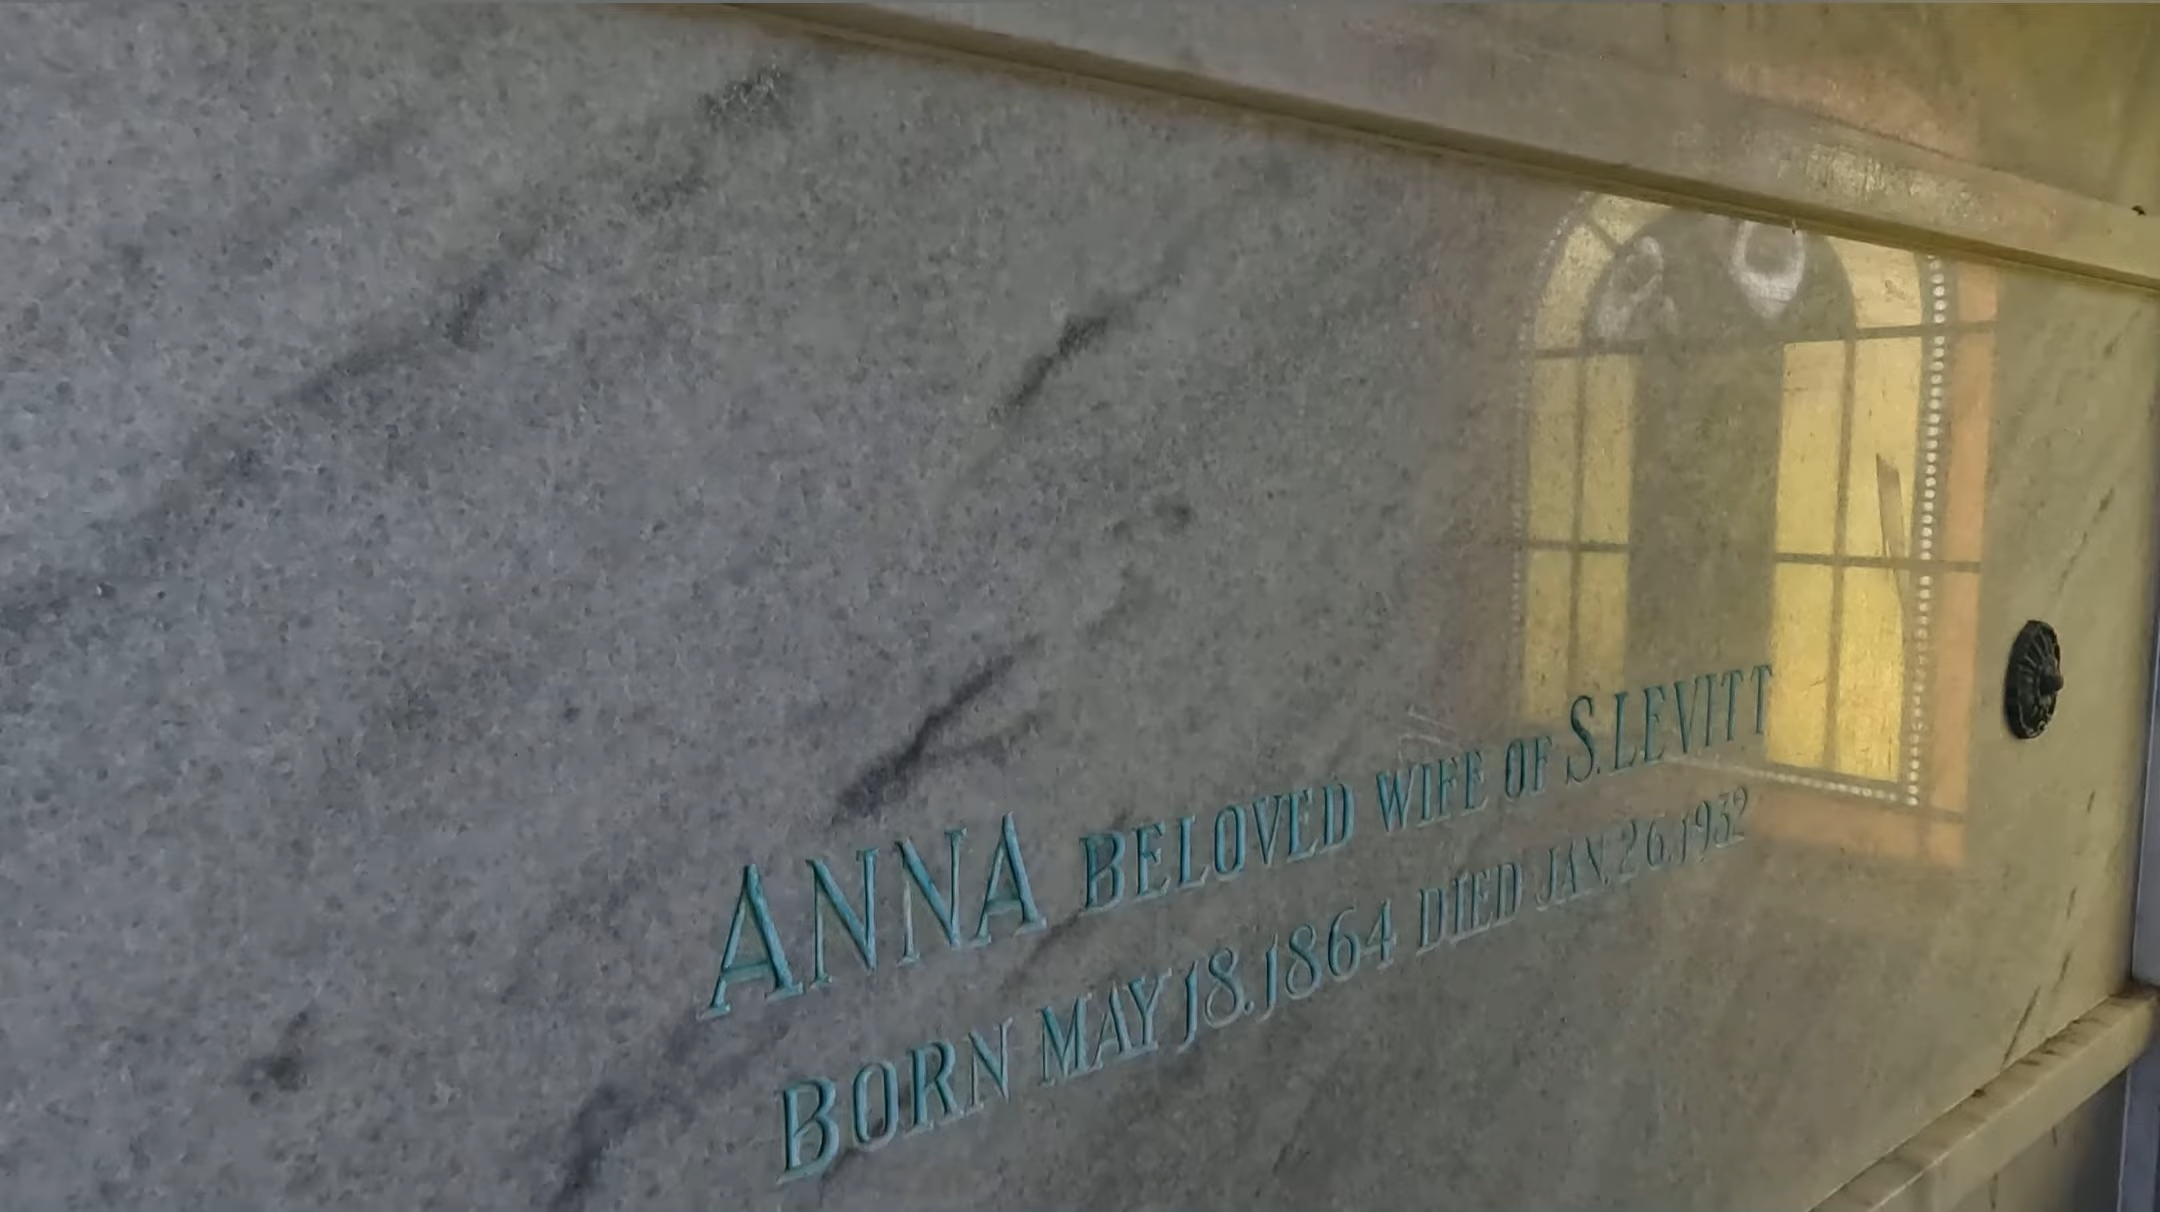 ANNA BELOVED WIFE OF S. LEVITT
BORN MAY 18. 1864 DIED JAN. 26. 1932